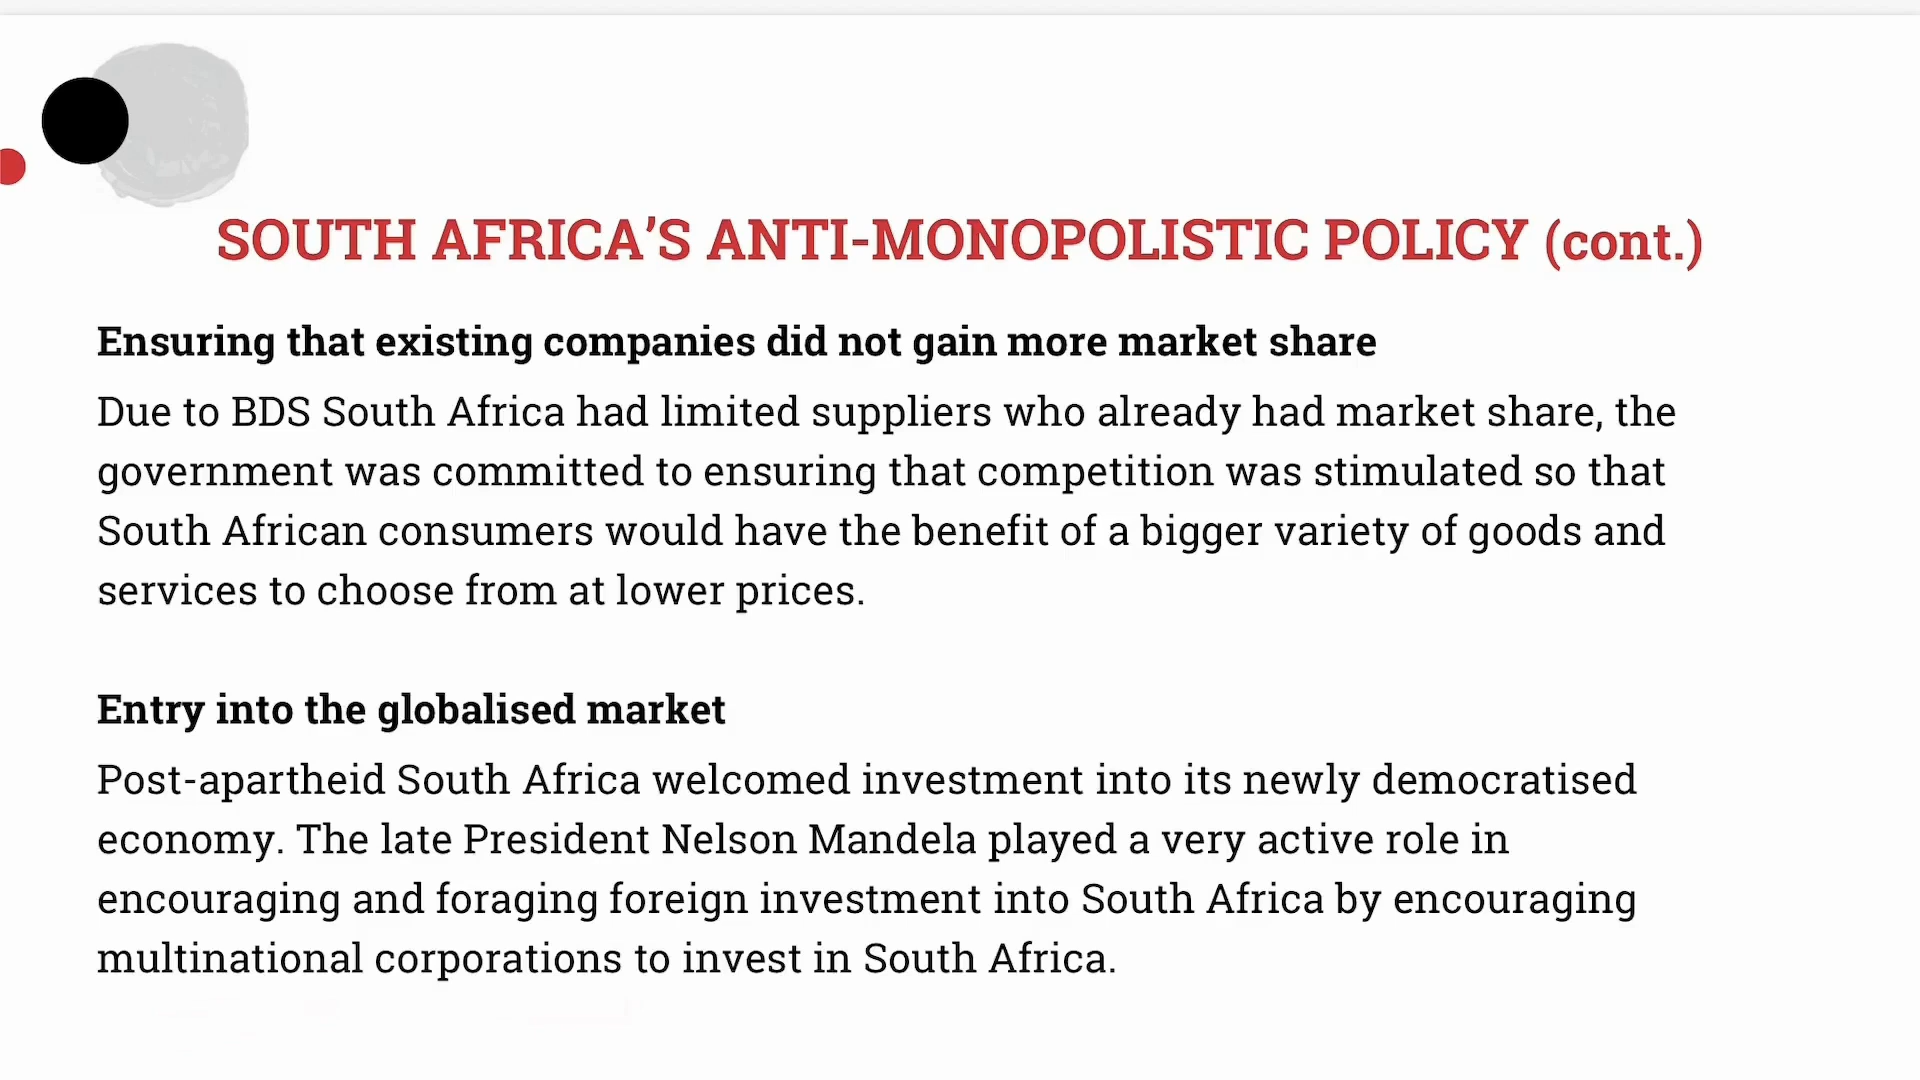 SOUTH AFRICA’S ANTI-MONOPOLISTIC POLICY (cont.)
Ensuring that existing companies did not gain more market share
Due to BDS South Africa had limited suppliers who already had market share, the
government was committed to ensuring that competition was stimulated so that
South African consumers would have the benefit of a bigger variety of goods and
services to choose from at lower prices.
Entry into the globalised market
Post-apartheid South Africa welcomed investment into its newly democratised
economy. The late President Nelson Mandela played a very active role in
encouraging and foraging foreign investment into South Africa by encouraging
multinational corporations to invest in South Africa.